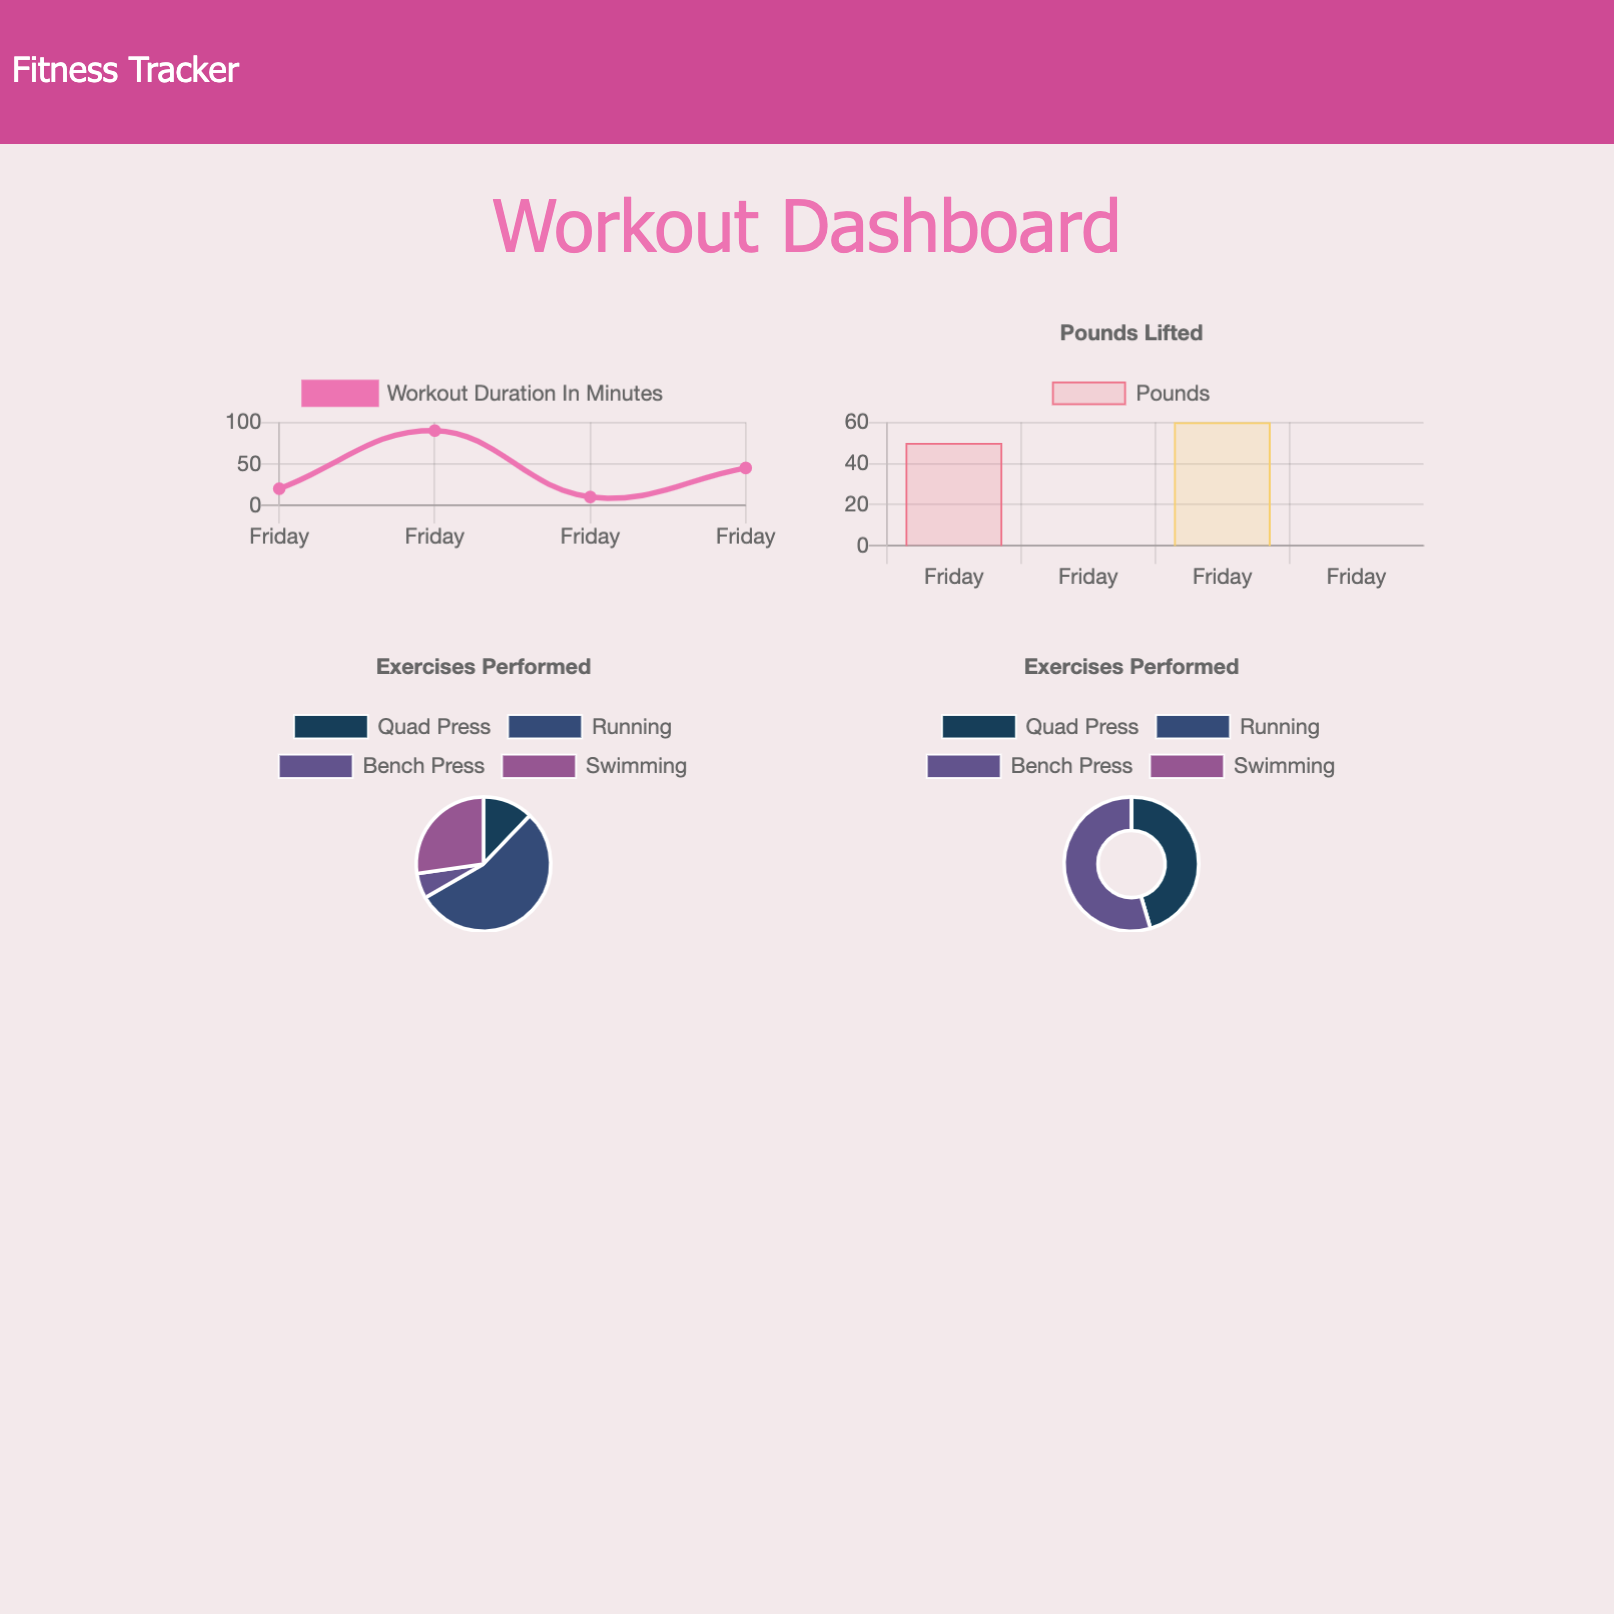 Fitness Tracker
Workout Dashboard
Workout Duration In Minutes
100
50
0
Friday Friday Friday Friday
Pounds Lifted
Pounds
60
40
20
0
Friday Friday Friday Friday
Exercises Performed
Quad Press Running
Bench Press Swimming
Exercises Performed
Quad Press Running
Bench Press Swimming